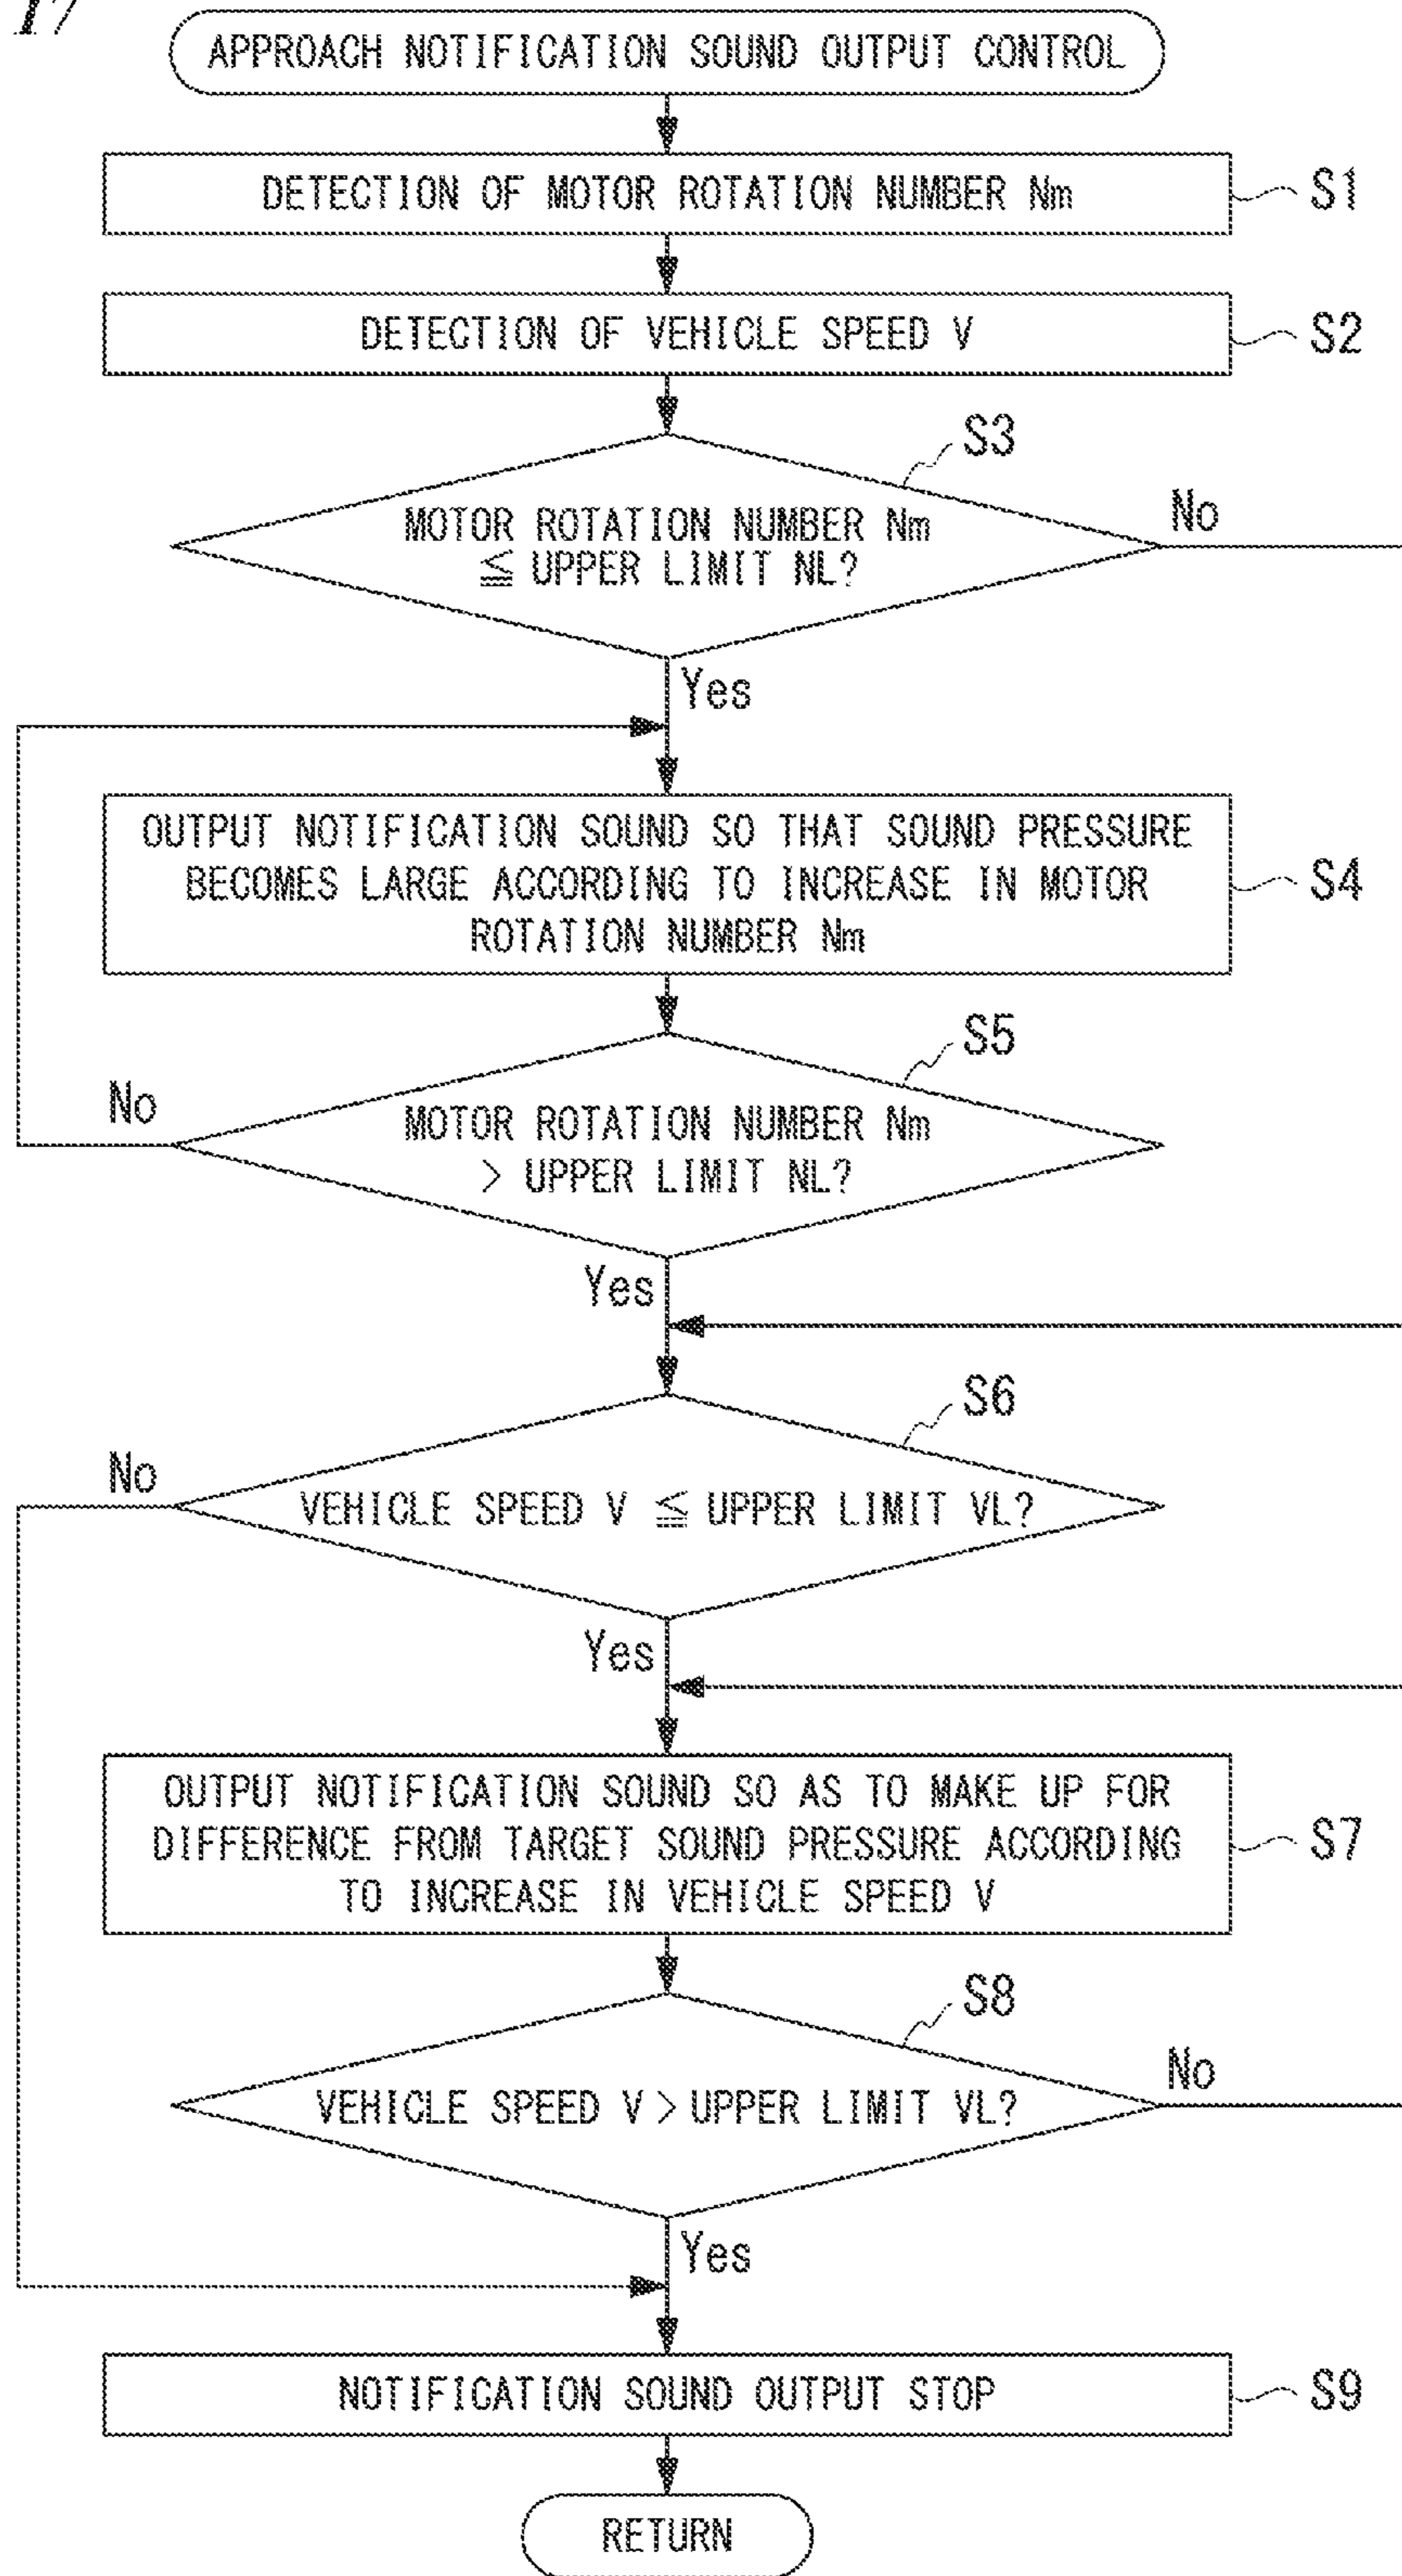 17
APPROACH NOTIFICATION SOUND OUTPUT CONTROL
DETECTION OF MOTOR ROTATION NUMBER Nm
S1
DETECTION OF VEHICLE SPEED V
S2
S3
MOTOR ROTATION NUMBER Nm
≦ UPPER LIMIT NL?
No
Yes
OUTPUT NOTIFICATION SOUND SO THAT SOUND PRESSURE
BECOMES LARGE ACCORDING TO INCREASE IN MOTOR
ROTATION NUMBER Nm
S4
S5
No
MOTOR ROTATION NUMBER Nm
> UPPER LIMIT NL?
Yes
S6
No
VEHICLE SPEED V ≦ UPPER LIMIT VL?
Yes
OUTPUT NOTIFICATION SOUND SO AS TO MAKE UP FOR
DIFFERENCE FROM TARGET SOUND PRESSURE ACCORDING
TO INCREASE IN VEHICLE SPEED V
S7
S8
No
VEHICLE SPEED V > UPPER LIMIT VL?
Yes
NOTIFICATION SOUND OUTPUT STOP
S9
RETURN